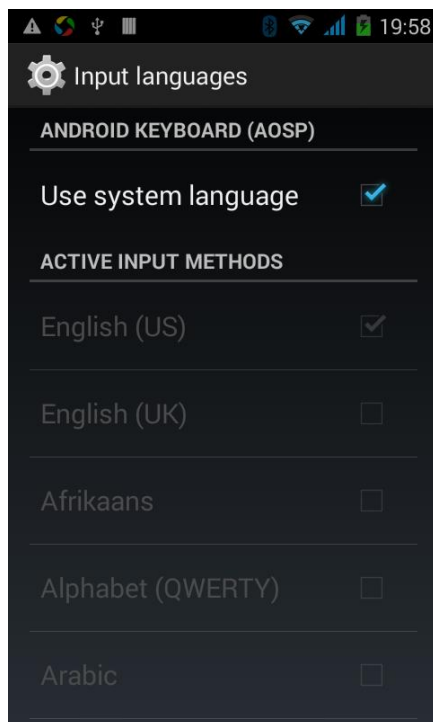 19:58
Input languages
ANDROID KEYBOARD (AOSP)
Use system language
ACTIVE INPUT METHODS
English (US)
English (UK)
Afrikaans
Alphabet (QWERTY)
Arabic